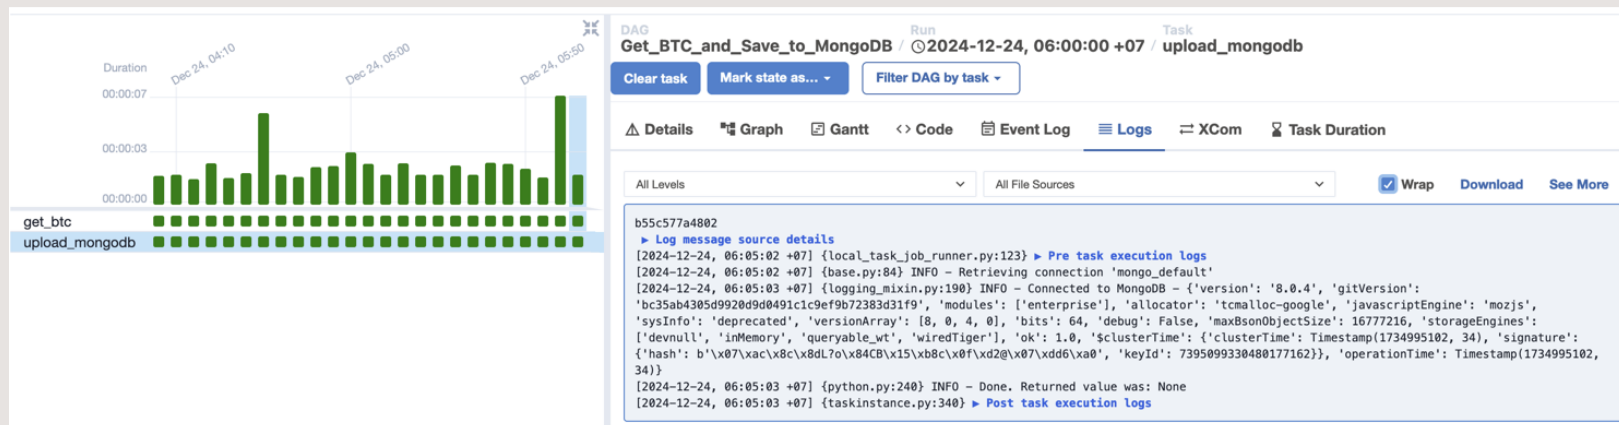 Dec 24, 04:10
Dec 24, 05:00
Dec 24, 05:50
Duration
00:00:07
00:00:03
00:00:00
get_btc
upload_mongodb
DAG
Run
Task
Get_BTC_and_Save_to_MongoDB / 2024-12-24, 06:00:00 +07 / upload_mongodb
Clear task
Mark state as...
Filter DAG by task
Details
Graph
Gantt
<> Code
Event Log
Logs
XCom
Task Duration
All Levels
All File Sources
Wrap
Download
See More
b55c577a4802
▶ Log message source details
[2024-12-24, 06:05:02 +07] {local_task_job_runner.py:123} ▶ Pre task execution logs
[2024-12-24, 06:05:02 +07] {base.py:84} INFO - Retrieving connection 'mongo_default'
[2024-12-24, 06:05:03 +07] {logging_mixin.py:190} INFO - Connected to MongoDB - {'version': '8.0.4', 'gitVersion':
'bc35ab4305d9920d9d0491c1c9ef9b72383d31f9', 'modules': ['enterprise'], 'allocator': 'tcmalloc-google', 'javascriptEngine': 'mozjs',
'sysInfo': 'deprecated', 'versionArray': [8, 0, 4, 0], 'bits': 64, 'debug': False, 'maxBsonObjectSize': 16777216, 'storageEngines':
['devnull', 'inMemory', 'queryable_wt', 'wiredTiger'], 'ok': 1.0, '$clusterTime': {'clusterTime': Timestamp(1734995102, 34), 'signature':
{'hash': b'\x07\xac\x8c\x8dL?o\x84CB\x15\xb8c\x0f\xd2@\x07\xdd6\xa0', 'keyId': 7395099330480177162}}, 'operationTime': Timestamp(1734995102,
34)}
[2024-12-24, 06:05:03 +07] {python.py:240} INFO - Done. Returned value was: None
[2024-12-24, 06:05:03 +07] {taskinstance.py:340} ▶ Post task execution logs